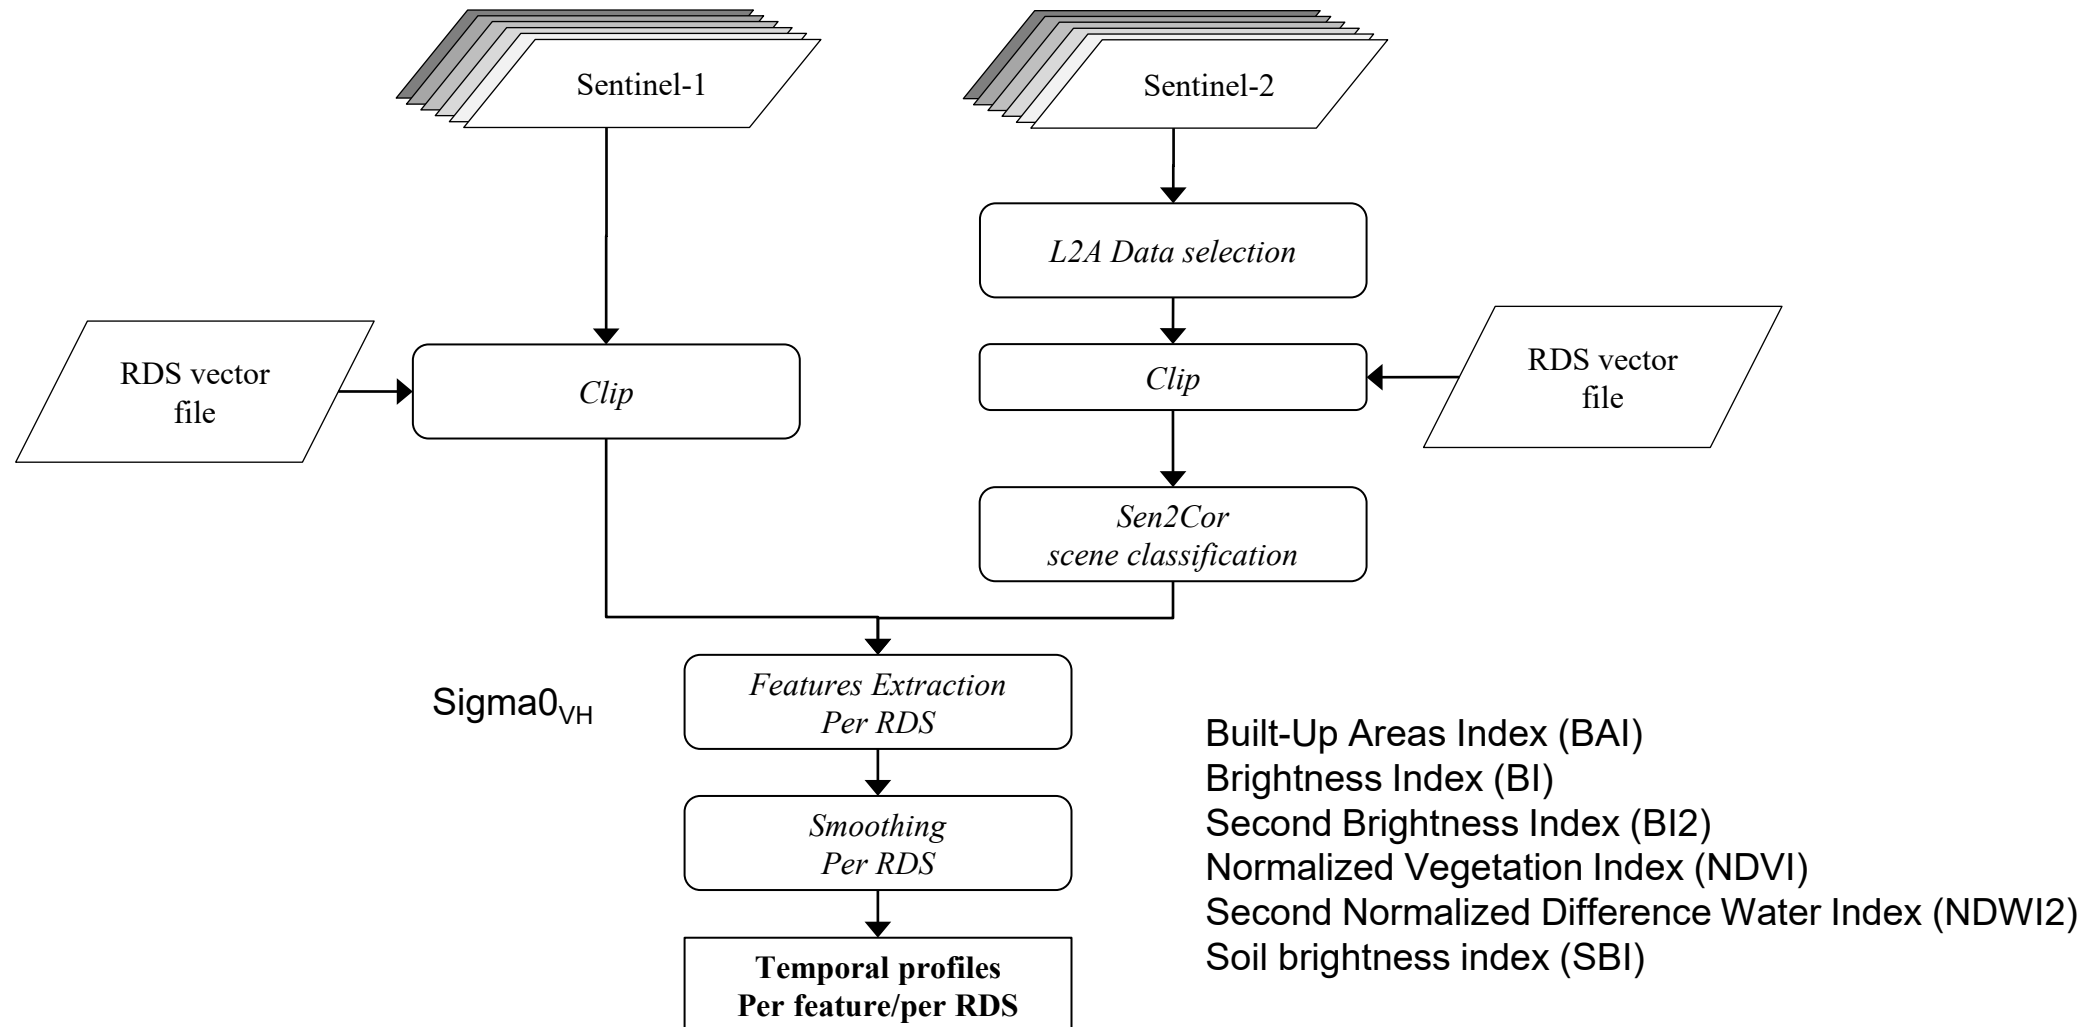 Sentinel-1
Sentinel-2
L2A Data selection
RDS vector
file
Clip
Clip
RDS vector
file
Sen2Cor
scene classification
Sigma0VH
Features Extraction
Per RDS
Smoothing
Per RDS
Temporal profiles
Per feature/per RDS
Built-Up Areas Index (BAI)
Brightness Index (BI)
Second Brightness Index (BI2)
Normalized Vegetation Index (NDVI)
Second Normalized Difference Water Index (NDWI2)
Soil brightness index (SBI)